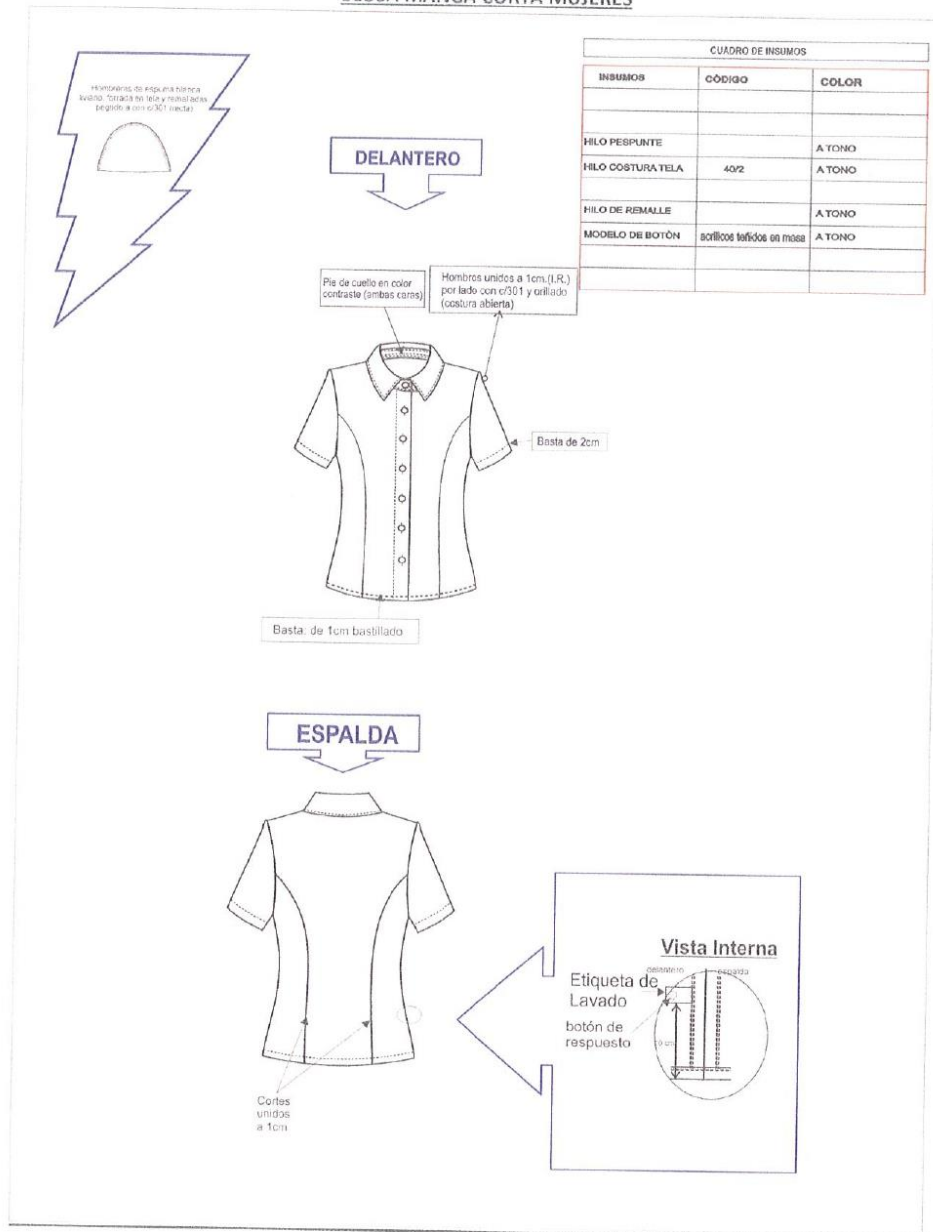 BLUSA MANGA CORTA MUJERES
CUADRO DE INSUMOS
INSUMOS CÓDIGO COLOR
HILO PESPUNTE A TONO
HILO COSTURA TELA 40/2 A TONO
HILO DE REMALLE A TONO
MODELO DE BOTÓN acrílicos teñidos en masa A TONO
Hombreras de espuma blanca
liviano, forrada en tela y remalladas
pegado a con c/301 (recta)
DELANTERO
Pie de cuello en color
contraste (ambas caras)
Hombros unidos a 1cm.(I.R.)
por lado con c/301 y orillado
(costura abierta)
Basta de 2cm
Basta: de 1cm bastillado
ESPALDA
Vista Interna
delantero espalda
Etiqueta de
Lavado
botón de
respuesto
10 cm
Cortes
unidos
a 1cm